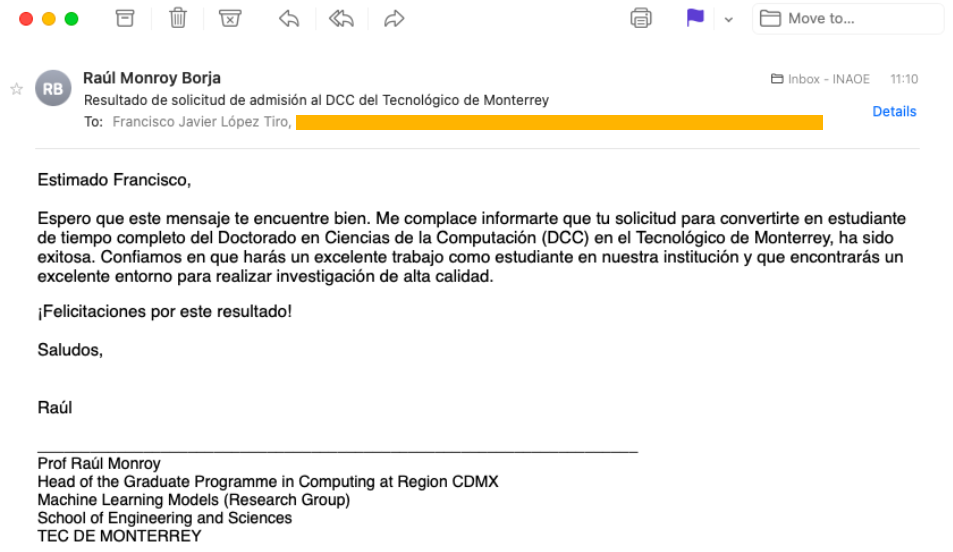 Move to...
Raúl Monroy Borja
Inbox - INAOE 11:10
RB
Resultado de solicitud de admisión al DCC del Tecnológico de Monterrey
Details
To: Francisco Javier López Tiro,
Estimado Francisco,
Espero que este mensaje te encuentre bien. Me complace informarte que tu solicitud para convertirte en estudiante
de tiempo completo del Doctorado en Ciencias de la Computación (DCC) en el Tecnológico de Monterrey, ha sido
exitosa. Confiamos en que harás un excelente trabajo como estudiante en nuestra institución y que encontrarás un
excelente entorno para realizar investigación de alta calidad.
¡Felicitaciones por este resultado!
Saludos,
Raúl
Prof Raúl Monroy
Head of the Graduate Programme in Computing at Region CDMX
Machine Learning Models (Research Group)
School of Engineering and Sciences
TEC DE MONTERREY